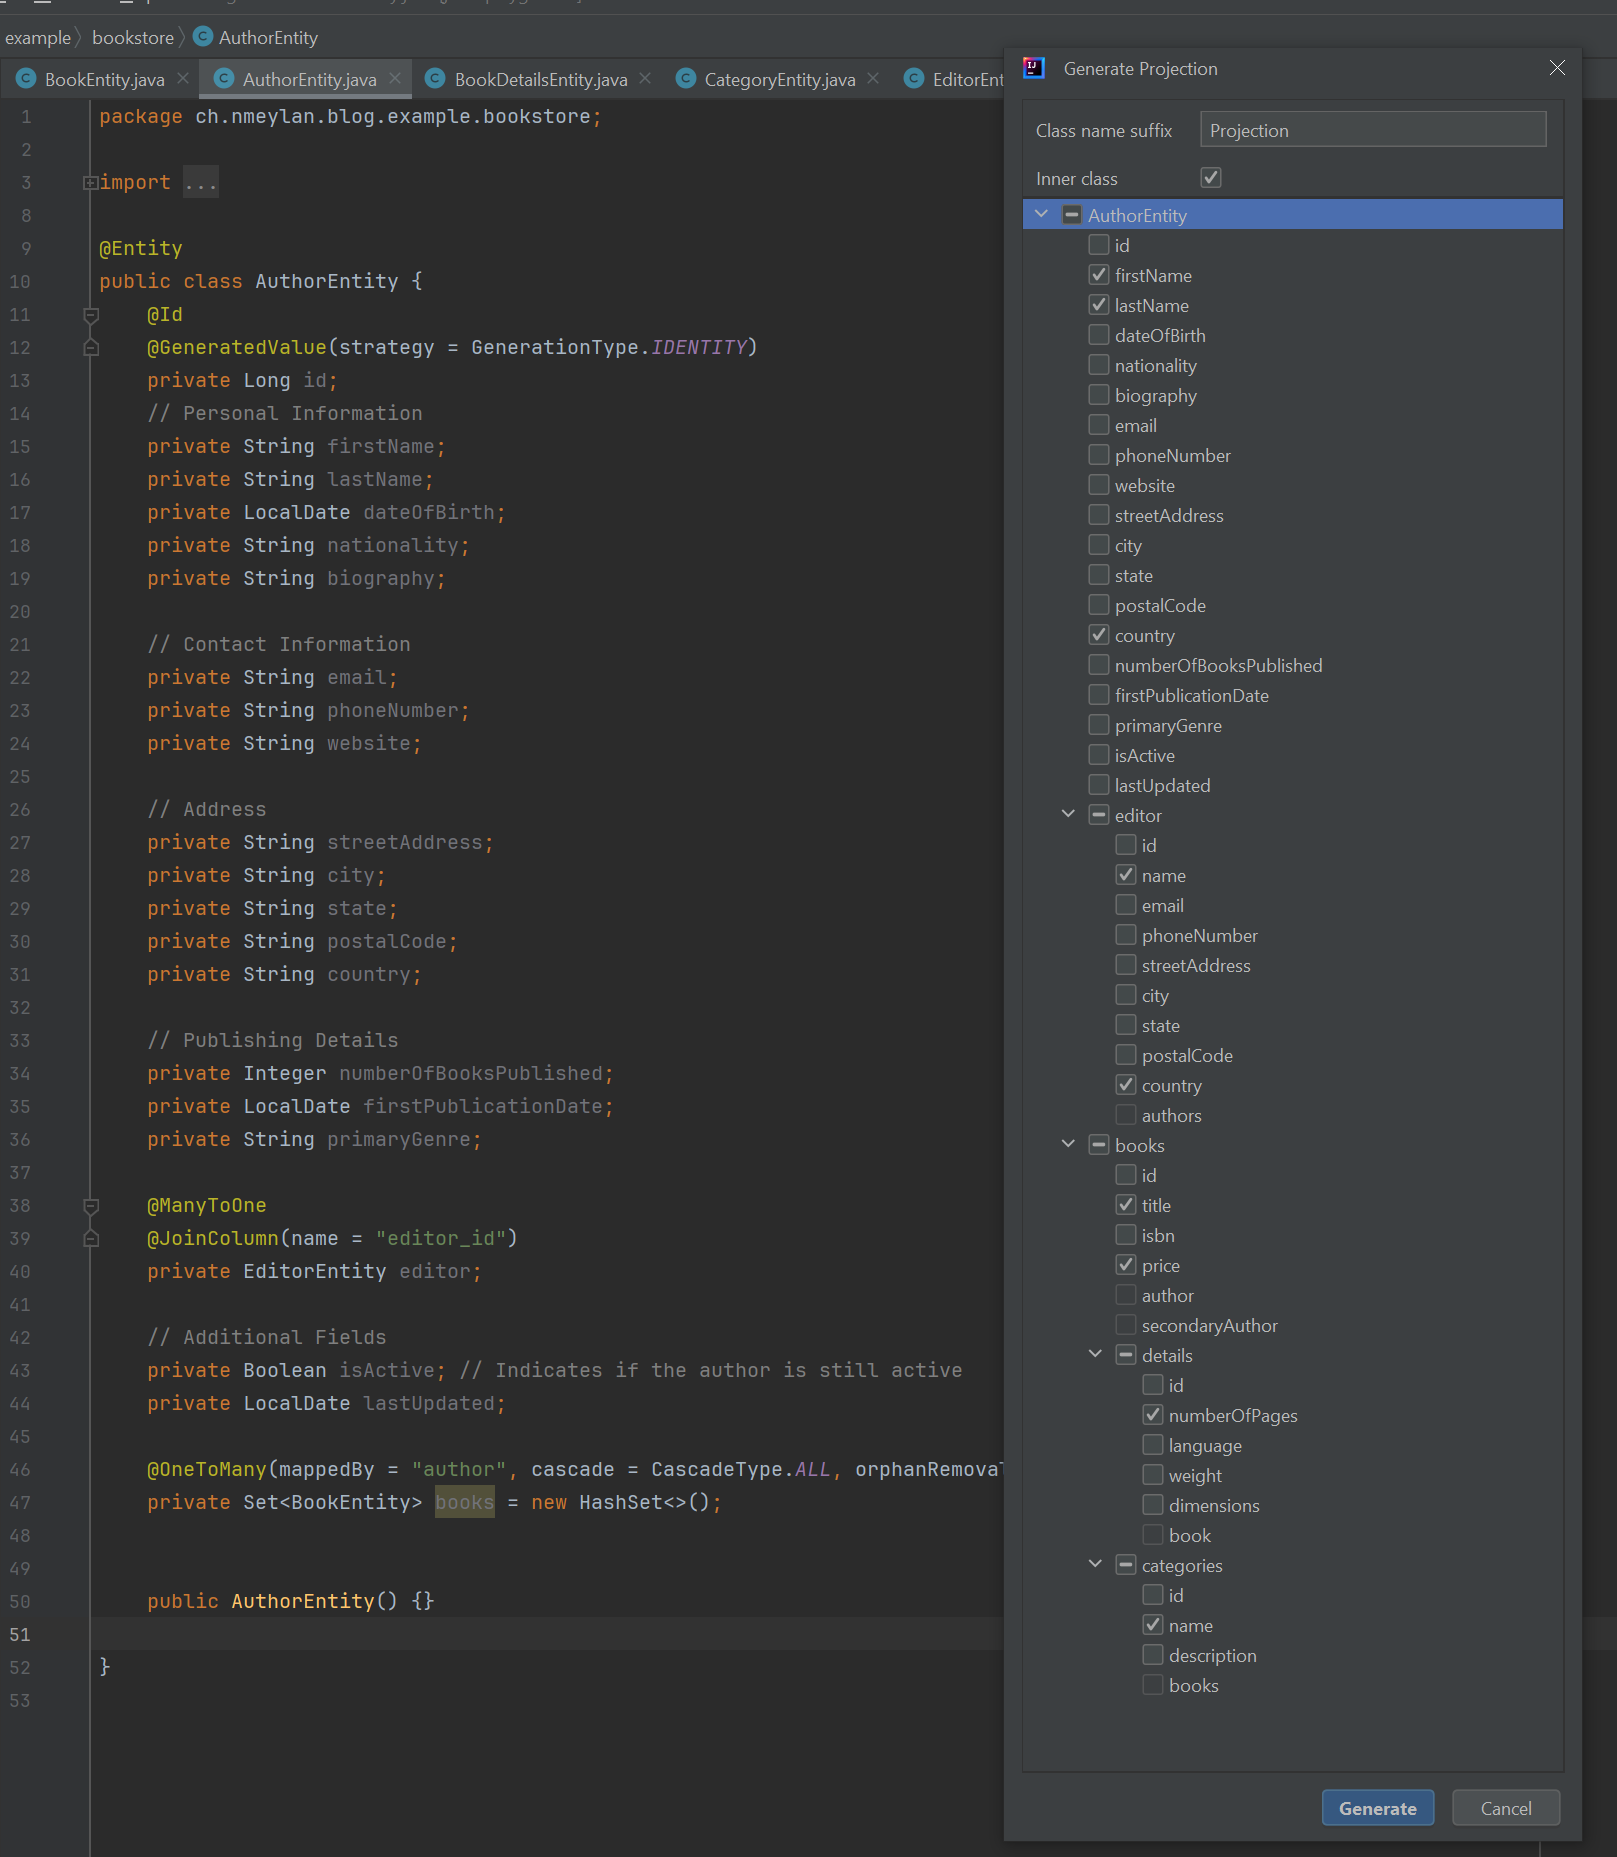 example bookstore AuthorEntity
BookEntity.java AuthorEntity.java BookDetailsEntity.java CategoryEntity.java EditorEnt
1 package ch.nmeylan.blog.example.bookstore;
2
3 import ...
8
9 @Entity
10 public class AuthorEntity {
11 @Id
12 @GeneratedValue(strategy = GenerationType.IDENTITY)
13 private Long id;
14 // Personal Information
15 private String firstName;
16 private String lastName;
17 private LocalDate dateOfBirth;
18 private String nationality;
19 private String biography;
20
21 // Contact Information
22 private String email;
23 private String phoneNumber;
24 private String website;
25
26 // Address
27 private String streetAddress;
28 private String city;
29 private String state;
30 private String postalCode;
31 private String country;
32
33 // Publishing Details
34 private Integer numberOfBooksPublished;
35 private LocalDate firstPublicationDate;
36 private String primaryGenre;
37
38 @ManyToOne
39 @JoinColumn(name = "editor_id")
40 private EditorEntity editor;
41
42 // Additional Fields
43 private Boolean isActive; // Indicates if the author is still active
44 private LocalDate lastUpdated;
45
46 @OneToMany(mappedBy = "author", cascade = CascadeType.ALL, orphanRemoval
47 private Set<BookEntity> books = new HashSet<>();
48
49
50 public AuthorEntity() {}
51
52 }
53
Generate Projection
Class name suffix Projection
Inner class
AuthorEntity
id
firstName
lastName
dateOfBirth
nationality
biography
email
phoneNumber
website
streetAddress
city
state
postalCode
country
numberOfBooksPublished
firstPublicationDate
primaryGenre
isActive
lastUpdated
editor
id
name
email
phoneNumber
streetAddress
city
state
postalCode
country
authors
books
id
title
isbn
price
author
secondaryAuthor
details
id
numberOfPages
language
weight
dimensions
book
categories
id
name
description
books
Generate Cancel